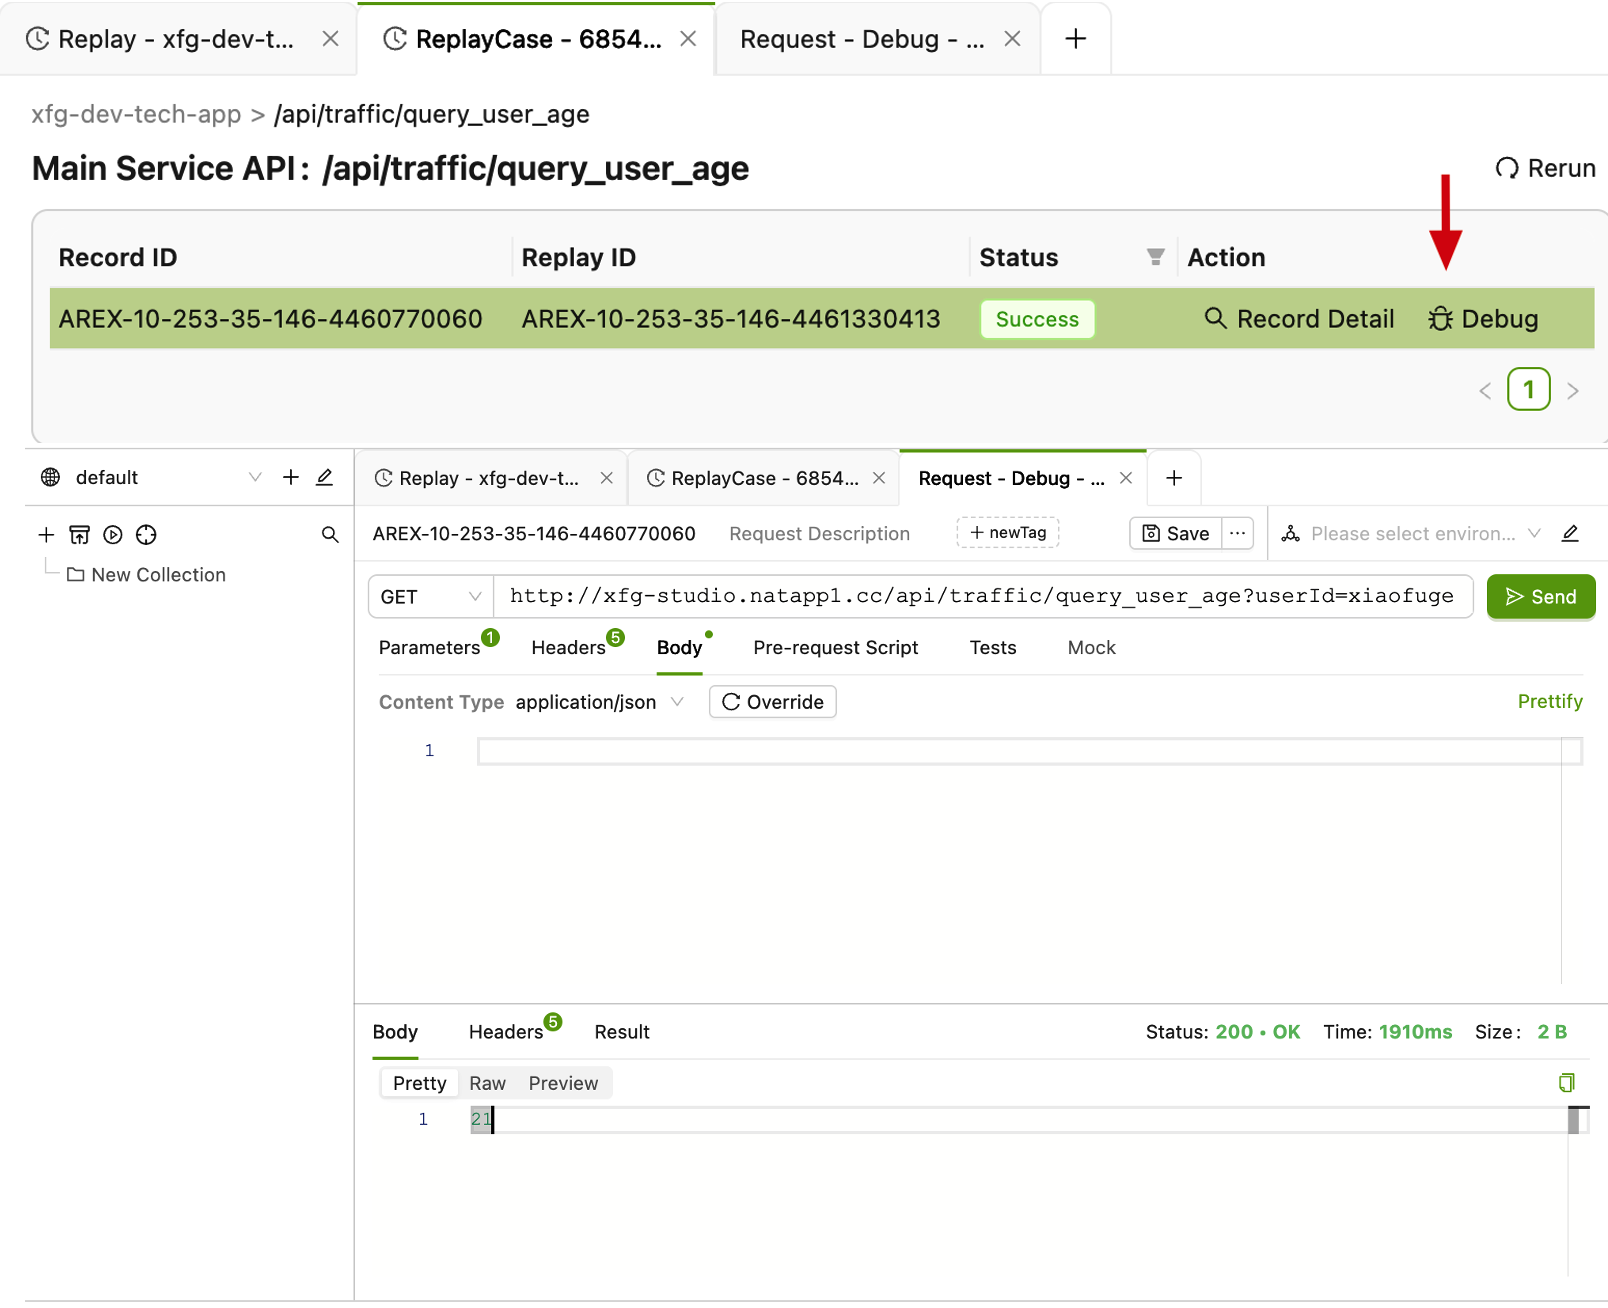 Replay - xfg-dev-t...
ReplayCase - 6854...
Request - Debug - ...
xfg-dev-tech-app > /api/traffic/query_user_age
Main Service API: /api/traffic/query_user_age
Rerun
Record ID Replay ID Status Action
AREX-10-253-35-146-4460770060 AREX-10-253-35-146-4461330413 Success Record Detail Debug
< 1 >
default
Replay - xfg-dev-t...
ReplayCase - 6854...
Request - Debug - ...
New Collection
AREX-10-253-35-146-4460770060 Request Description + newTag Save ... Please select environ...
GET http://xfg-studio.natapp1.cc/api/traffic/query_user_age?userId=xiaofuge Send
Parameters 1 Headers 5 Body Pre-request Script Tests Mock
Content Type application/json Override Prettify
1
Body Headers 5 Result Status: 200 • OK Time: 1910ms Size: 2 B
Pretty Raw Preview
1 21